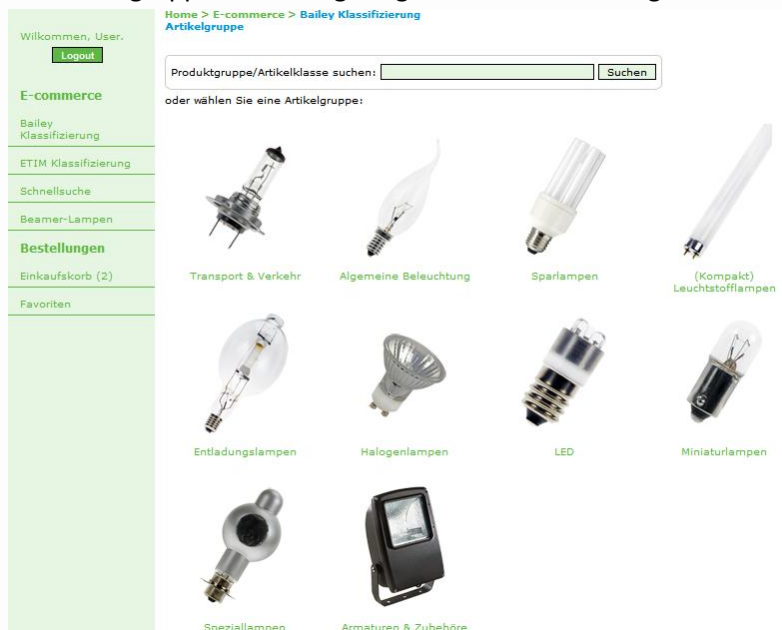 Home > E-commerce > Bailey Klassifizierung
Artikelgruppe
Wilkommen, User.
Logout
E-commerce
Bailey
Klassifizierung
ETIM Klassifizierung
Schnellsuche
Beamer-Lampen
Bestellungen
Einkaufskorb (2)
Favoriten
Produktgruppe/Artikelklasse suchen:
Suchen
oder wählen Sie eine Artikelgruppe:
Transport & Verkehr
Algemeine Beleuchtung
Sparlampen
(Kompakt)
Leuchtstofflampen
Entladungslampen
Halogenlampen
LED
Miniaturlampen
Speziallampen
Armaturen & Zubehöre